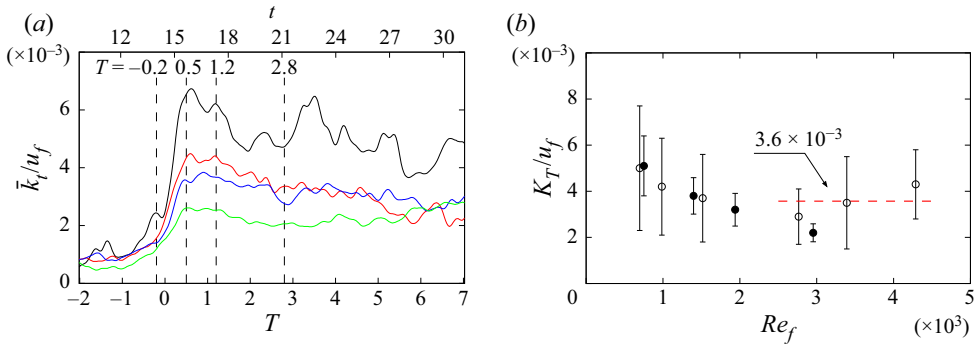 (a)
t
(×10⁻³)
12 15 18 21 24 27 30
T = −0.2 0.5 1.2 2.8
6
4
2
0
k̄ₜ/u_f
−2 −1 0 1 2 3 4 5 6 7
T
(b)
(×10⁻³)
8
6
4
2
0
K_T/u_f
3.6 × 10⁻³
1 2 3 4 5
Re_f
(×10³)